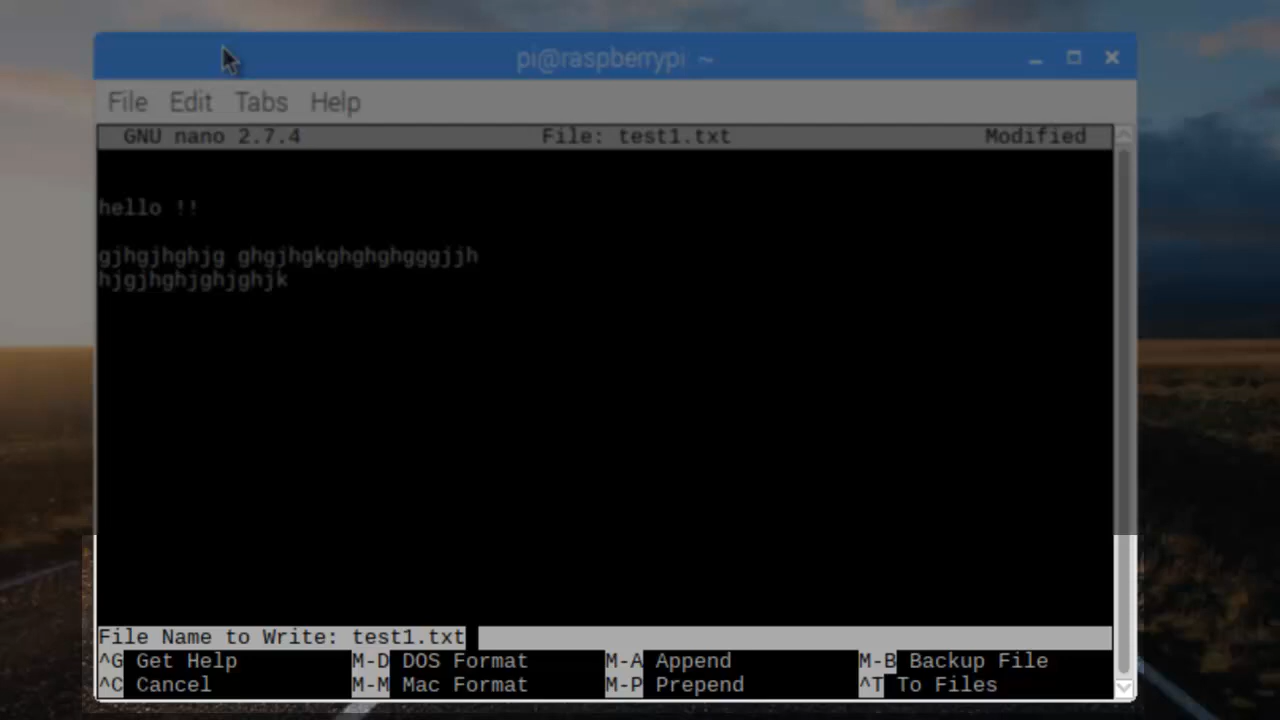 pi@raspberrypi: ~
File Edit Tabs Help
GNU nano 2.7.4 File: test1.txt Modified
hello !!
gjhgjhghjg ghgjhgkghghghgggjjh
hjgjhghjghjghjk
File Name to Write: test1.txt
^G Get Help M-D DOS Format M-A Append M-B Backup File
^C Cancel M-M Mac Format M-P Prepend ^T To Files